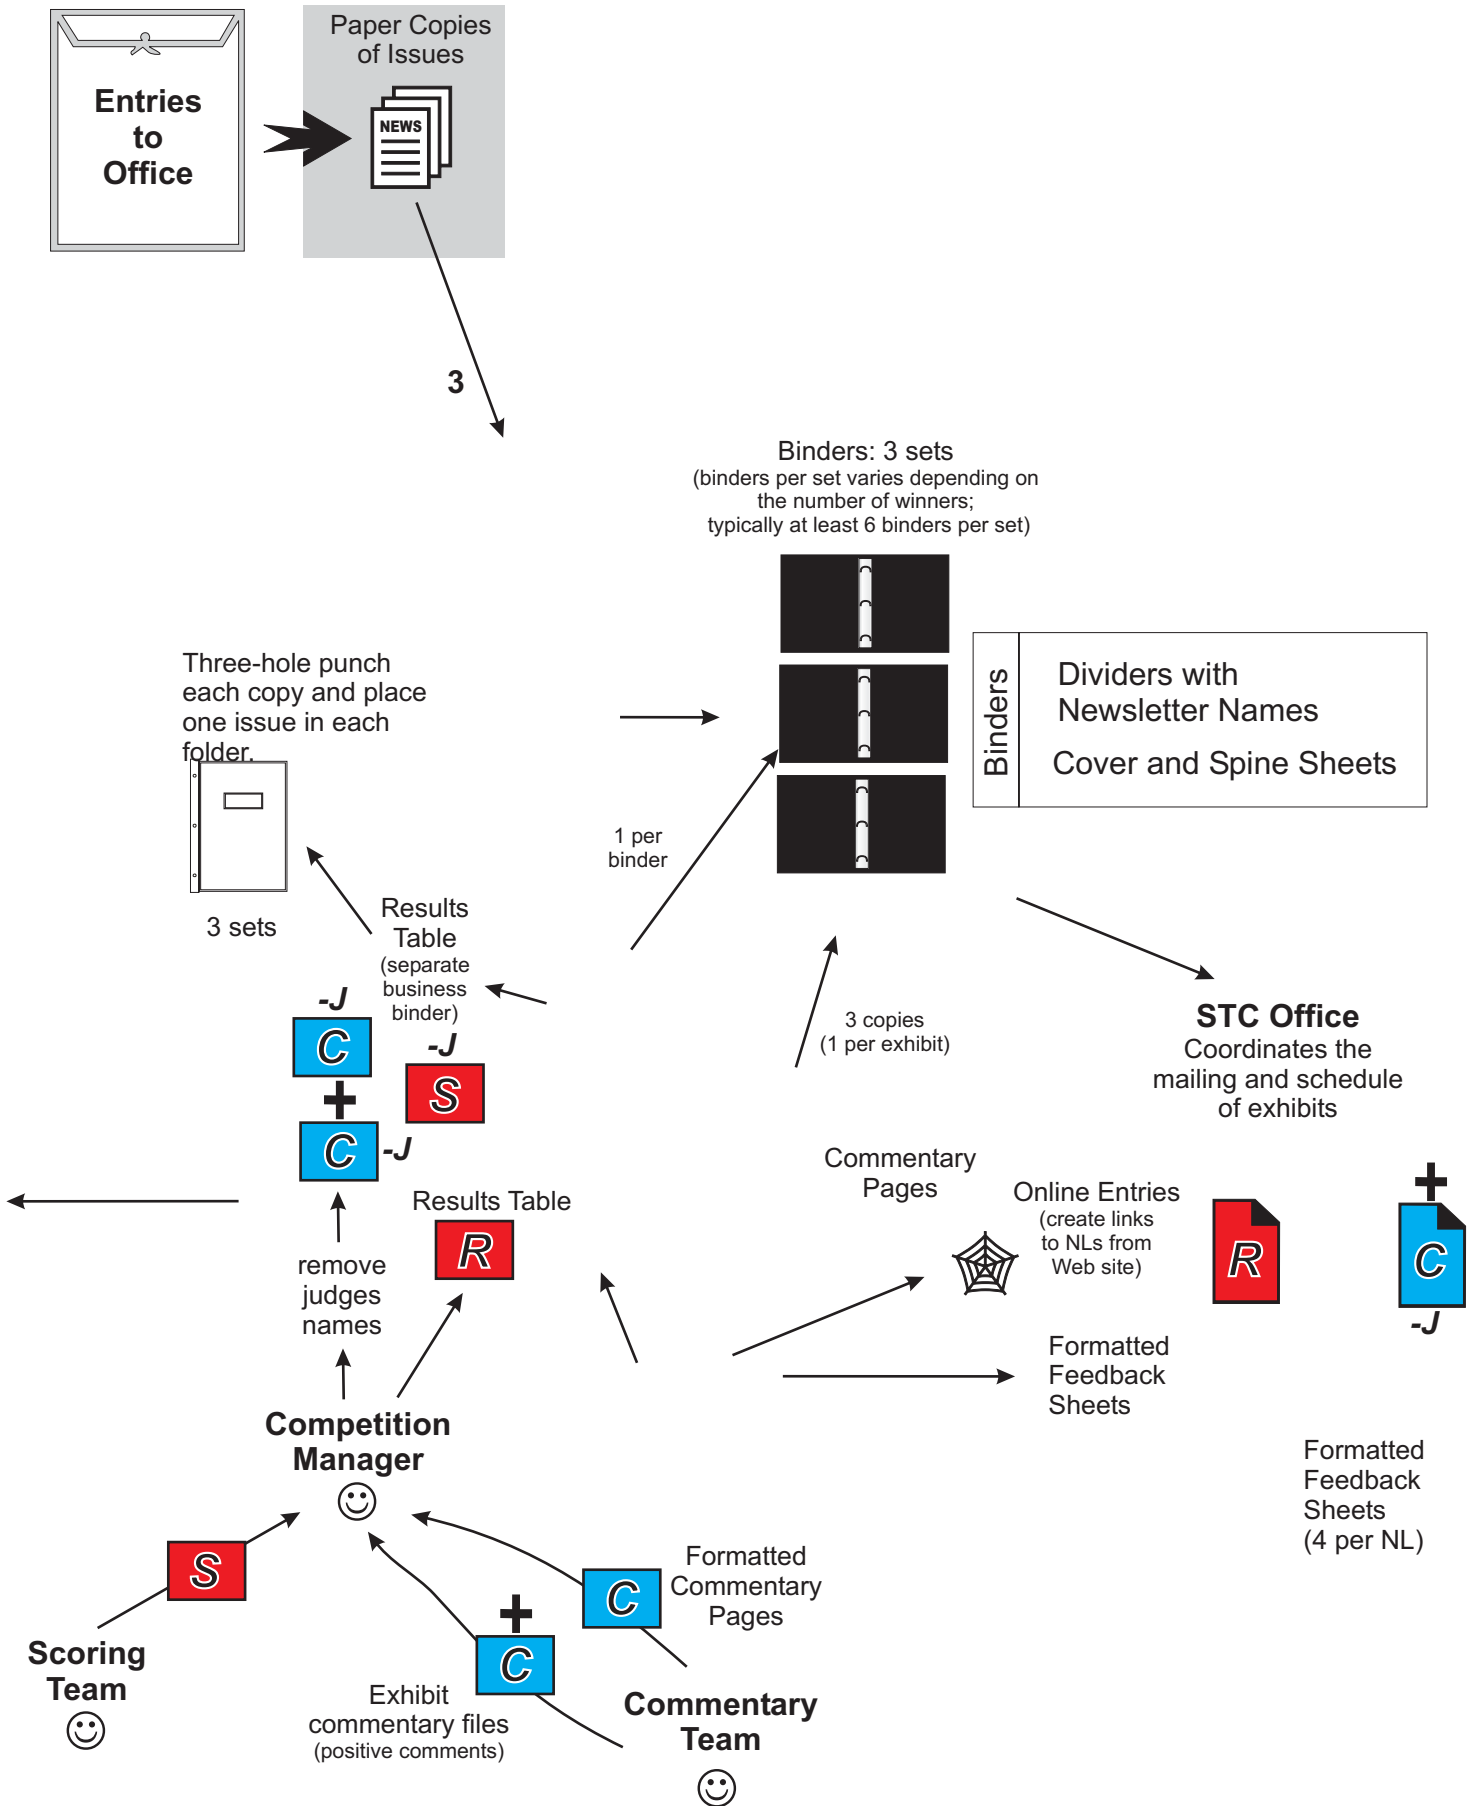 Paper Copies
of Issues
Entries
to
Office
NEWS
3
Binders: 3 sets
(binders per set varies depending on
the number of winners;
typically at least 6 binders per set)
Three-hole punch
each copy and place
one issue in each
folder.
Binders
Dividers with
Newsletter Names
Cover and Spine Sheets
1 per
binder
3 sets
Results
Table
(separate
business
binder)
-J
C
+
C
-J
-J
S
3 copies
(1 per exhibit)
STC Office
Coordinates the
mailing and schedule
of exhibits
Commentary
Pages
Online Entries
(create links
to NLs from
Web site)
R
+
C
-J
Results Table
R
remove
judges
names
Formatted
Feedback
Sheets
Competition
Manager
Formatted
Feedback
Sheets
(4 per NL)
S
Formatted
Commentary
Pages
C
+
C
Scoring
Team
Exhibit
commentary files
(positive comments)
Commentary
Team